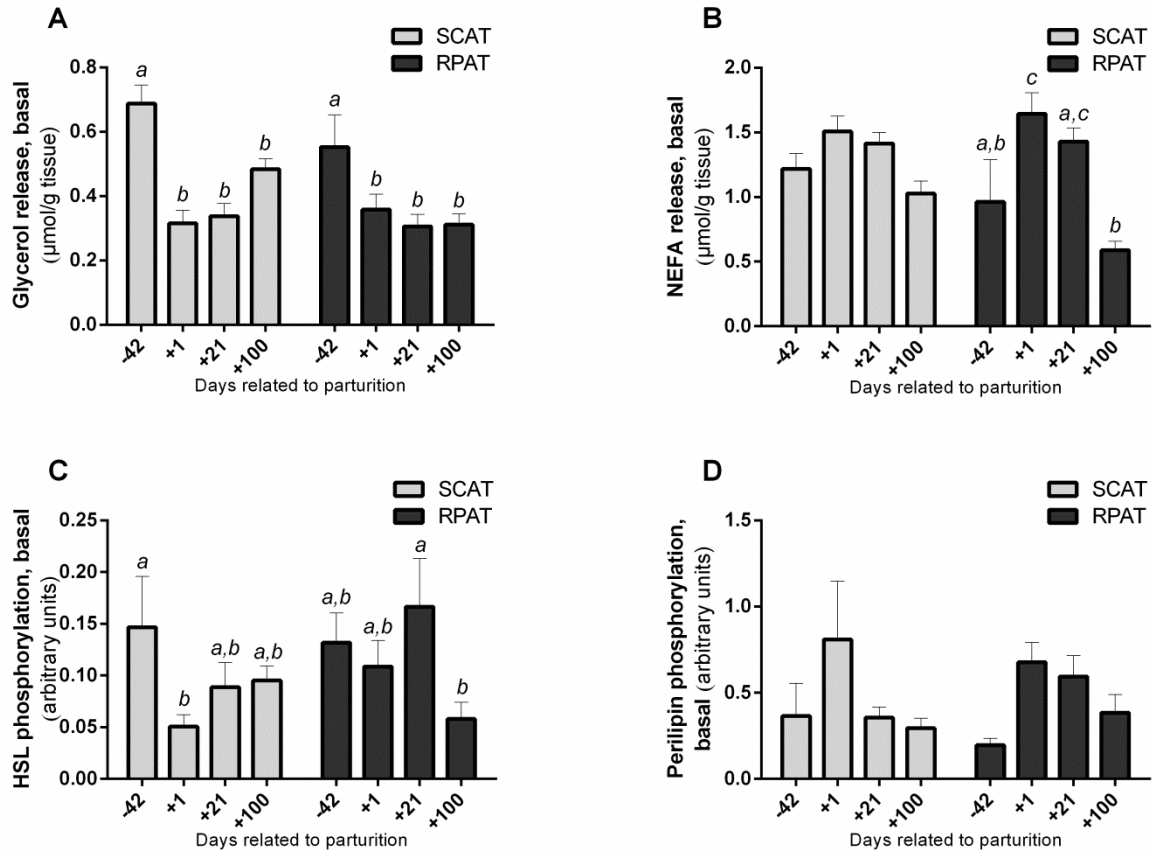 A
SCAT
RPAT
Glycerol release, basal
(µmol/g tissue)
0.8
0.6
0.4
0.2
0.0
a
b
b
b
a
b
b
b
-42
+1
+21
+100
-42
+1
+21
+100
Days related to parturition
B
SCAT
RPAT
NEFA release, basal
(µmol/g tissue)
2.0
1.5
1.0
0.5
0.0
a,b
c
a,c
b
-42
+1
+21
+100
-42
+1
+21
+100
Days related to parturition
C
SCAT
RPAT
HSL phosphorylation, basal
(arbitrary units)
0.25
0.20
0.15
0.10
0.05
0.00
a
b
a,b
a,b
a,b
a,b
a
b
-42
+1
+21
+100
-42
+1
+21
+100
Days related to parturition
D
SCAT
RPAT
Perilipin phosphorylation,
basal (arbitrary units)
1.5
1.0
0.5
0.0
-42
+1
+21
+100
-42
+1
+21
+100
Days related to parturition